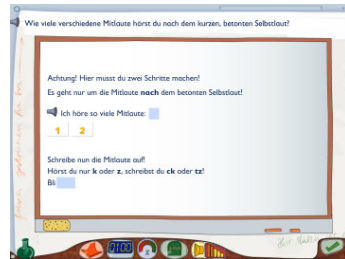 Wie viele verschiedene Mitlaute hörst du nach dem kurzen, betonten Selbstlaut?
Achtung! Hier musst du zwei Schritte machen!
Es geht nur um die Mitlaute nach dem betonten Selbstlaut!
Ich höre so viele Mitlaute:
1 2
Schreibe nun die Mitlaute auf!
Hörst du nur k oder z, schreibst du ck oder tz!
Bli
0100